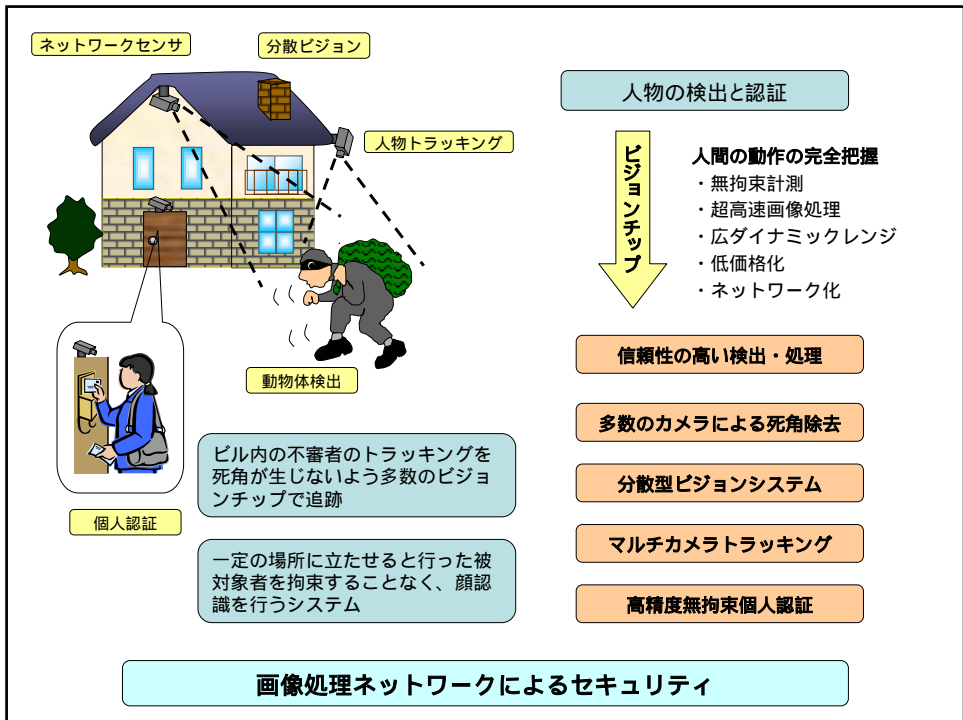 ネットワークセンサ
分散ビジョン
人物トラッキング
動物体検出
個人認証
ビル内の不審者のトラッキングを
死角が生じないよう多数のビジョ
ンチップで追跡
一定の場所に立たせると行った被
対象者を拘束することなく、顔認
識を行うシステム
人物の検出と認証
ビジョンチップ
人間の動作の完全把握
・無拘束計測
・超高速画像処理
・広ダイナミックレンジ
・低価格化
・ネットワーク化
信頼性の高い検出・処理
多数のカメラによる死角除去
分散型ビジョンシステム
マルチカメラトラッキング
高精度無拘束個人認証
画像処理ネットワークによるセキュリティ